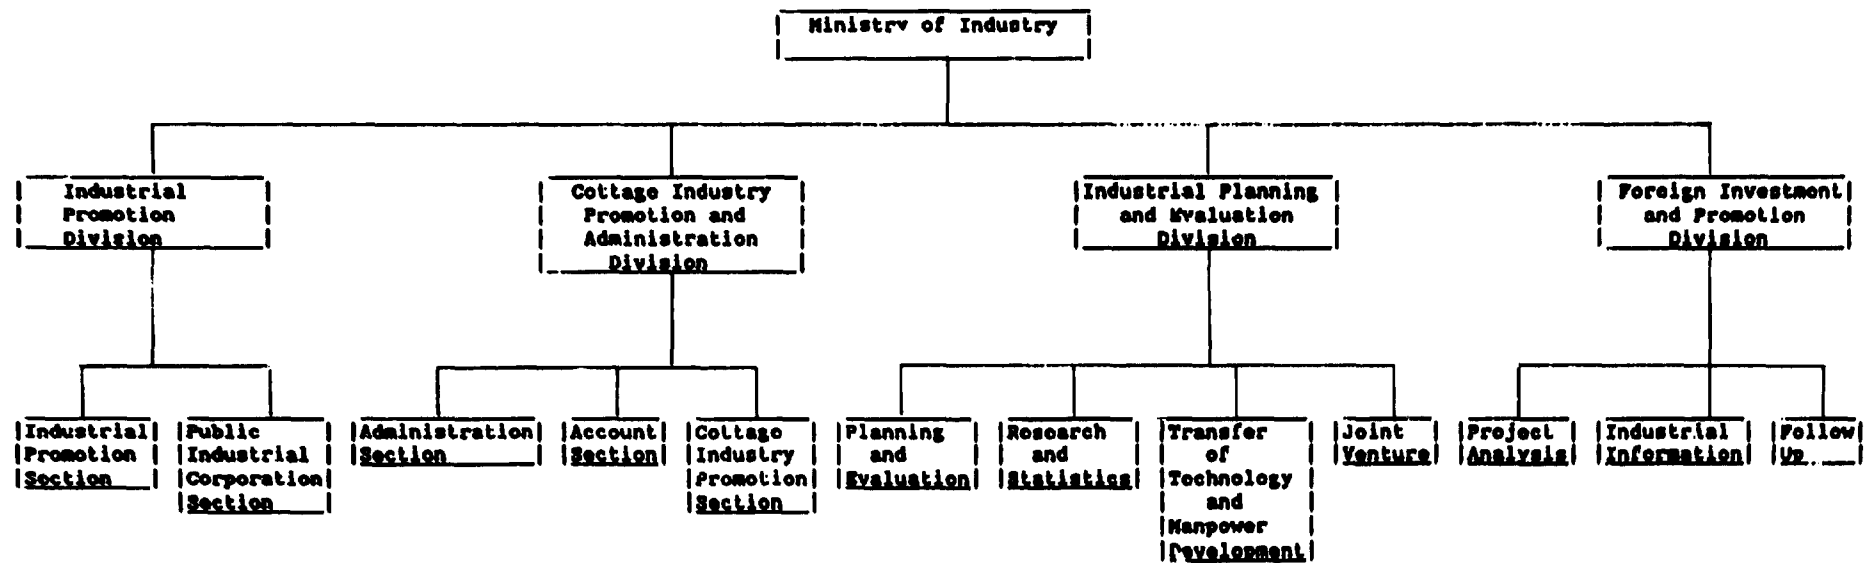 Ministry of Industry
Industrial
Promotion
Division
Cottage Industry
Promotion and
Administration
Division
Industrial Planning
and Evaluation
Division
Foreign Investment
and Promotion
Division
Industrial
Promotion
Section
Public
Industrial
Corporation
Section
Administration
Section
Account
Section
Cottage
Industry
Promotion
Section
Planning
and
Evaluation
Research
and
Statistics
Transfer
of
Technology
and
Manpower
Development
Joint
Venture
Project
Analysis
Industrial
Information
Follow
Up